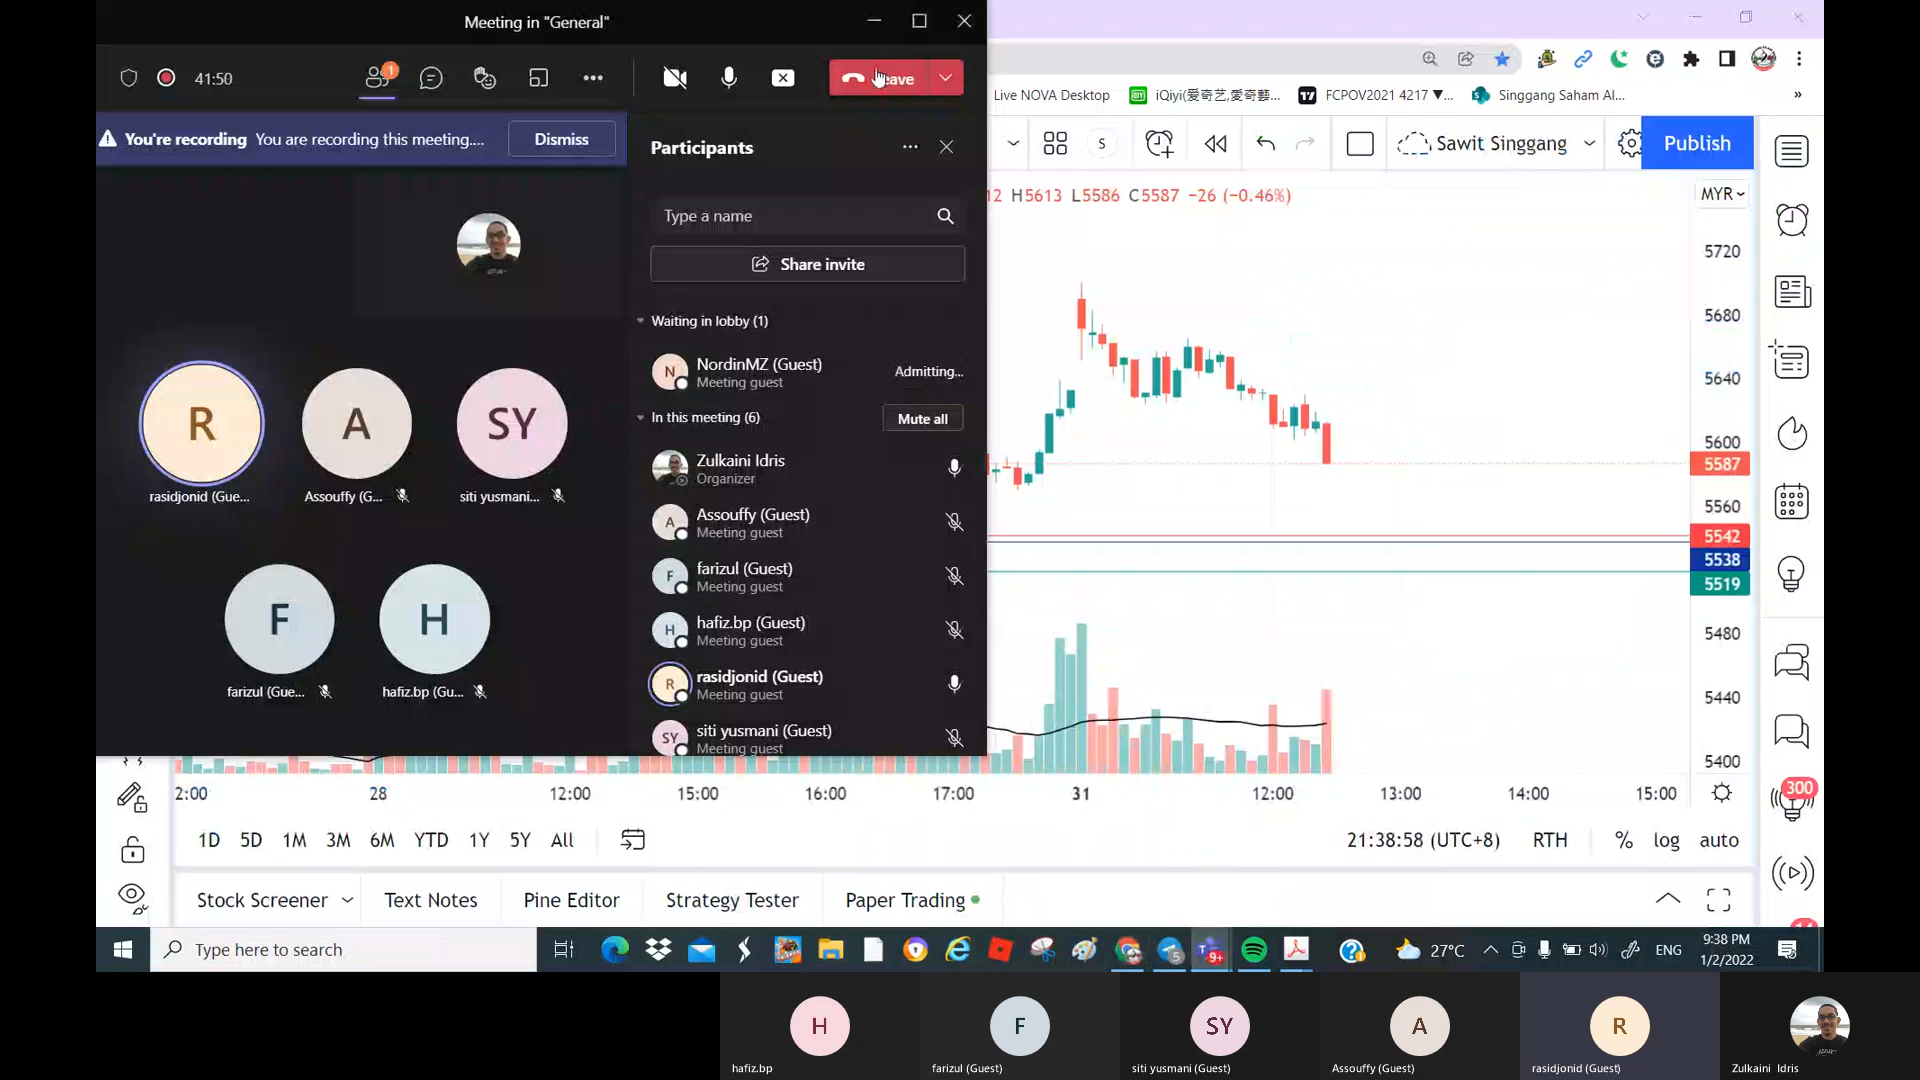 Meeting in "General"
41:50
1
Leave
You're recording You are recording this meeting....
Dismiss
Participants
Type a name
Share invite
Waiting in lobby (1)
N
NordinMZ (Guest)
Meeting guest
Admitting...
In this meeting (6)
Mute all
Zulkaini Idris
Organizer
A
Assouffy (Guest)
Meeting guest
F
farizul (Guest)
Meeting guest
H
hafiz.bp (Guest)
Meeting guest
R
rasidjonid (Guest)
Meeting guest
SY
siti yusmani (Guest)
Meeting guest
R
A
SY
rasidjonid (Gue...
Assouffy (G...
siti yusmani...
F
H
farizul (Gue...
hafiz.bp (Gu...
Live NOVA Desktop
iQiyi(爱奇艺,愛奇藝...
FCPOV2021 4217 ▼...
Singgang Saham Al...
»
S
Sawit Singgang
Publish
12 H5613 L5586 C5587 −26 (−0.46%)
MYR
5720
5680
5640
5600
5587
5560
5542
5538
5519
5480
5440
5400
300
2:00
28
12:00
15:00
16:00
17:00
31
12:00
13:00
14:00
15:00
1D 5D 1M 3M 6M YTD 1Y 5Y All
21:38:58 (UTC+8)
RTH
% log auto
Stock Screener
Text Notes
Pine Editor
Strategy Tester
Paper Trading
Type here to search
5
9+
27°C
ENG
9:38 PM
1/2/2022
H
F
SY
A
R
hafiz.bp
farizul (Guest)
siti yusmani (Guest)
Assouffy (Guest)
rasidjonid (Guest)
Zulkaini Idris